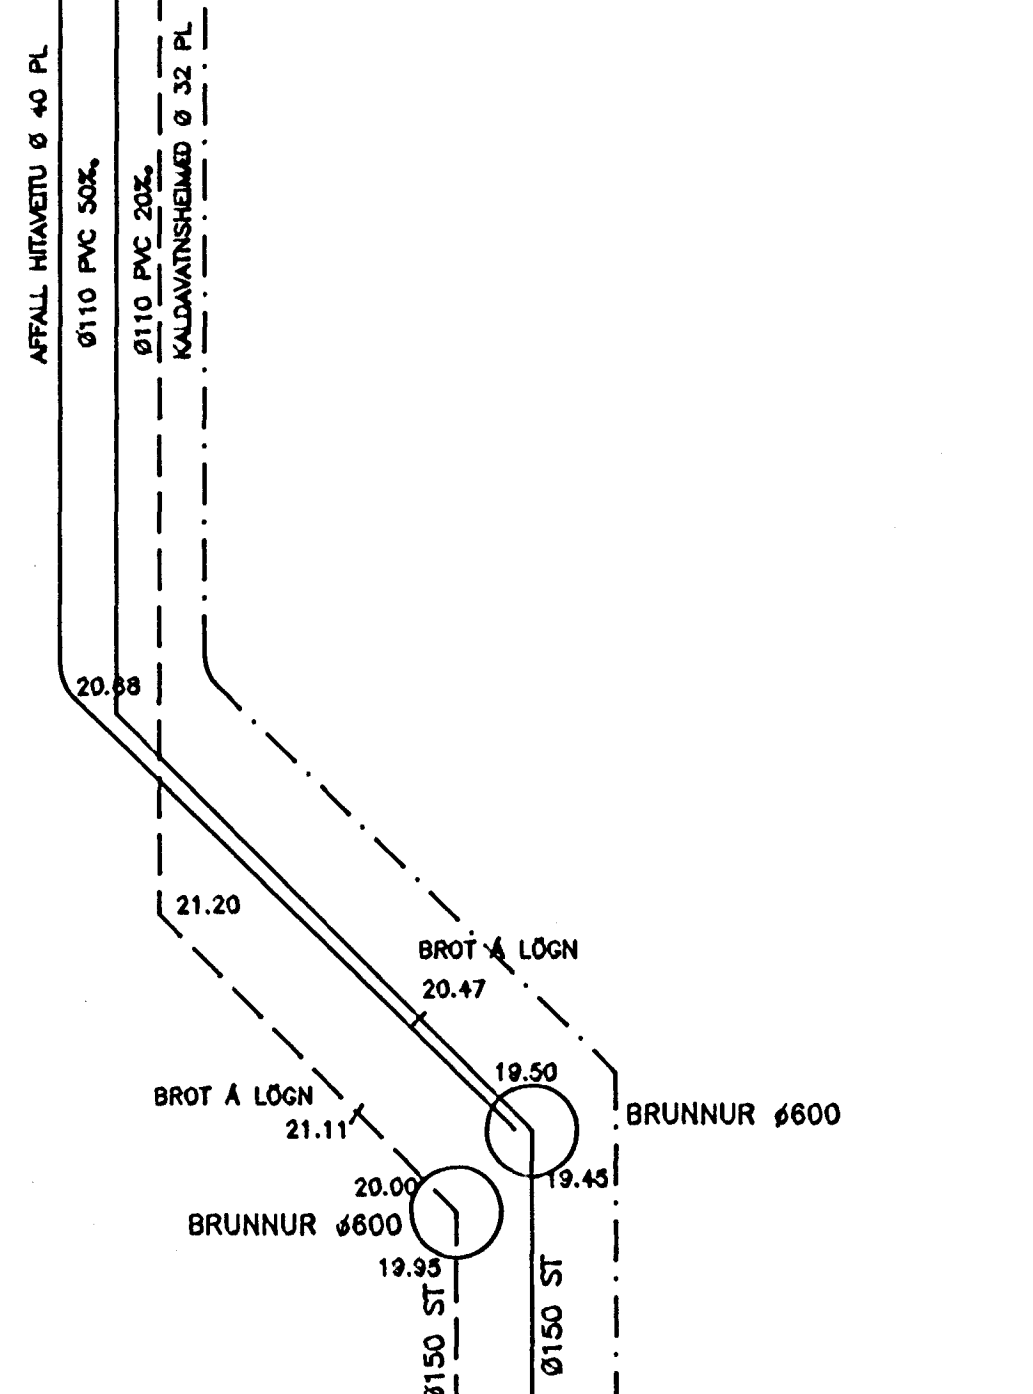 AFFALL HITAVEITU Ø 40 PL
Ø110 PVC 50‰
Ø110 PVC 20‰
KALDAVATNSHEIMÆÐ Ø 32 PL
20.68
21.20
BROT Á LÖGN
20.47
19.50
BROT Á LÖGN
21.11
BRUNNUR ø600
19.45
20.00
BRUNNUR ø600
19.95
Ø150 ST
Ø150 ST